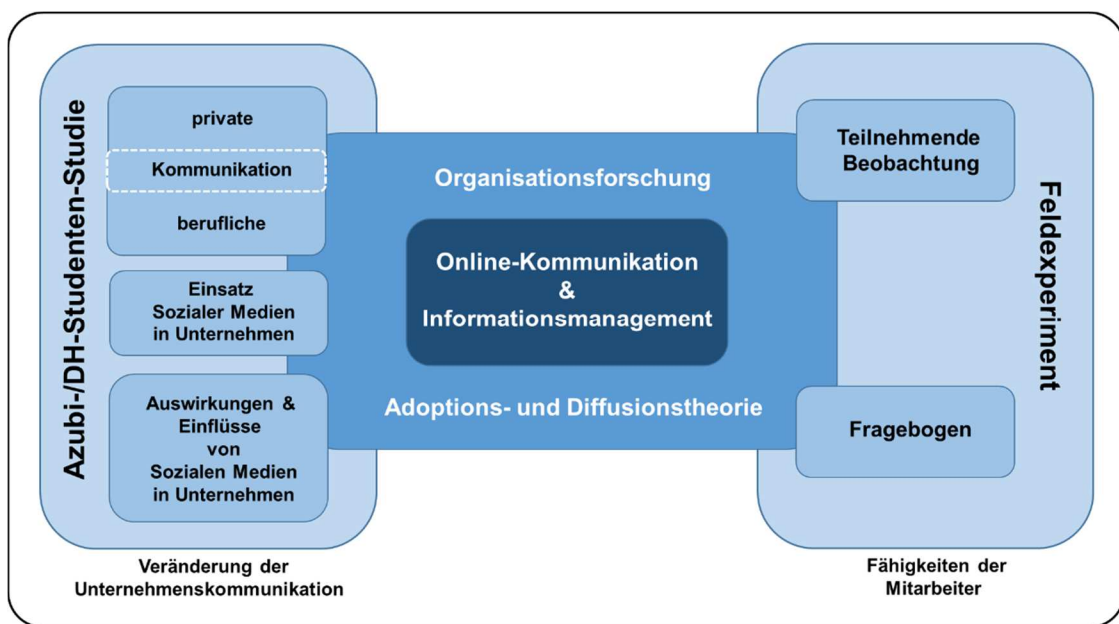 Azubi-/DH-Studenten-Studie
private
Kommunikation
berufliche
Einsatz
Sozialer Medien
in Unternehmen
Auswirkungen &
Einflüsse
von
Sozialen Medien
in Unternehmen
Veränderung der
Unternehmenskommunikation
Organisationsforschung
Online-Kommunikation
&
Informationsmanagement
Adoptions- und Diffusionstheorie
Teilnehmende
Beobachtung
Fragebogen
Feldexperiment
Fähigkeiten der
Mitarbeiter